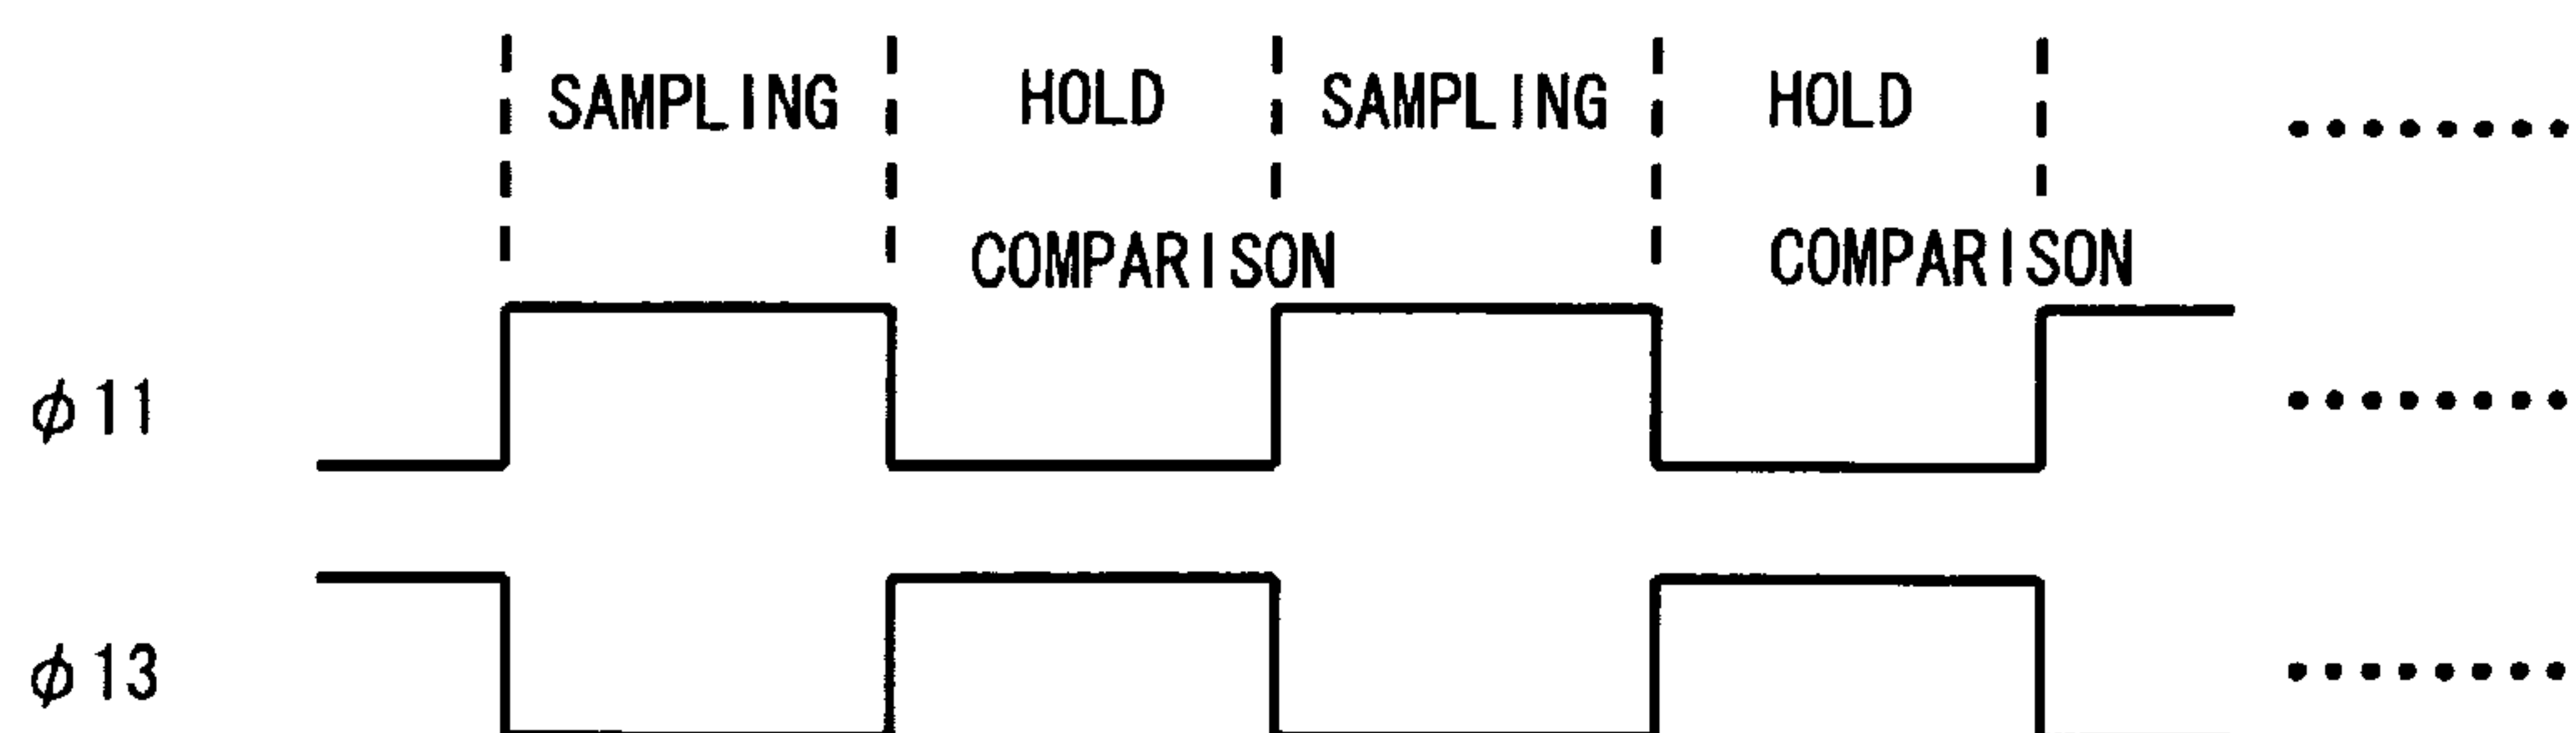 SAMPLING HOLD SAMPLING HOLD ........
COMPARISON COMPARISON
φ11 ........
φ13 ........